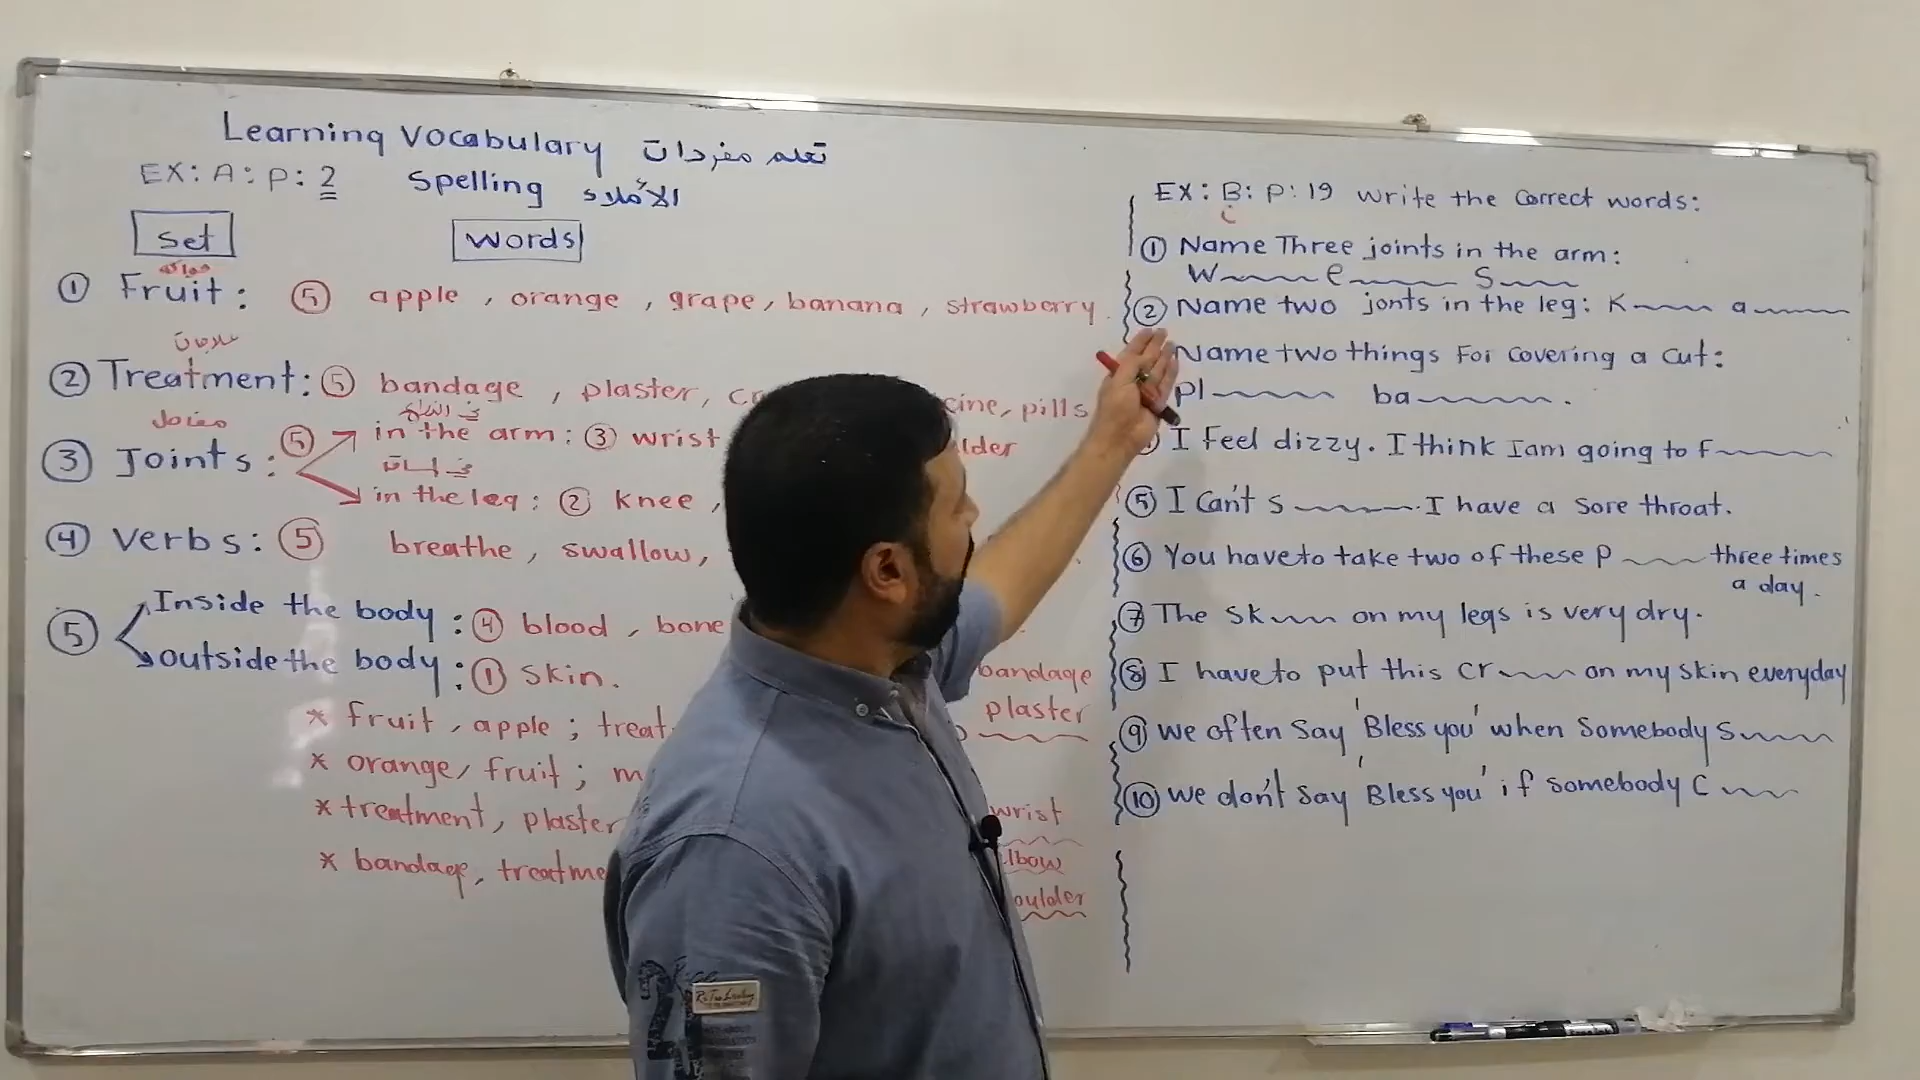 Learning Vocabulary تعلم مفردات
EX: A: P: 2 Spelling الأملاء
Set words
فواكه
① Fruit: ⑤ apple, orange, grape, banana, strawberry.
علاجات
② Treatment: ⑤ bandage, plaster, cine, pills
مفاصل
في الذراع
③ Joints: ⑤ in the arm: ③ wrist lder
في الساق
in the leg: ② knee,
④ Verbs: ⑤ breathe, swallow,
⑤ Inside the body: ④ blood, bone
outside the body: ① skin.
* fruit, apple; treat
* orange, fruit; m
* treatment, plaster
* bandage, treatme
bandage
plaster
wrist
lbow
oulder
EX: B: P: 19 write the correct words:
① Name Three joints in the arm:
W e S
② Name two jonts in the leg: K a
Name two things For covering a cut:
Pl ba .
I feel dizzy. I think Iam going to f
⑤ I Can't S . I have a Sore throat.
⑥ You have to take two of these P three times
a day.
⑦ The sk on my legs is very dry.
⑧ I have to put this cr on my skin everyday
⑨ we often Say 'Bless you' when Somebody S
⑩ we don't Say 'Bless you' if somebody C